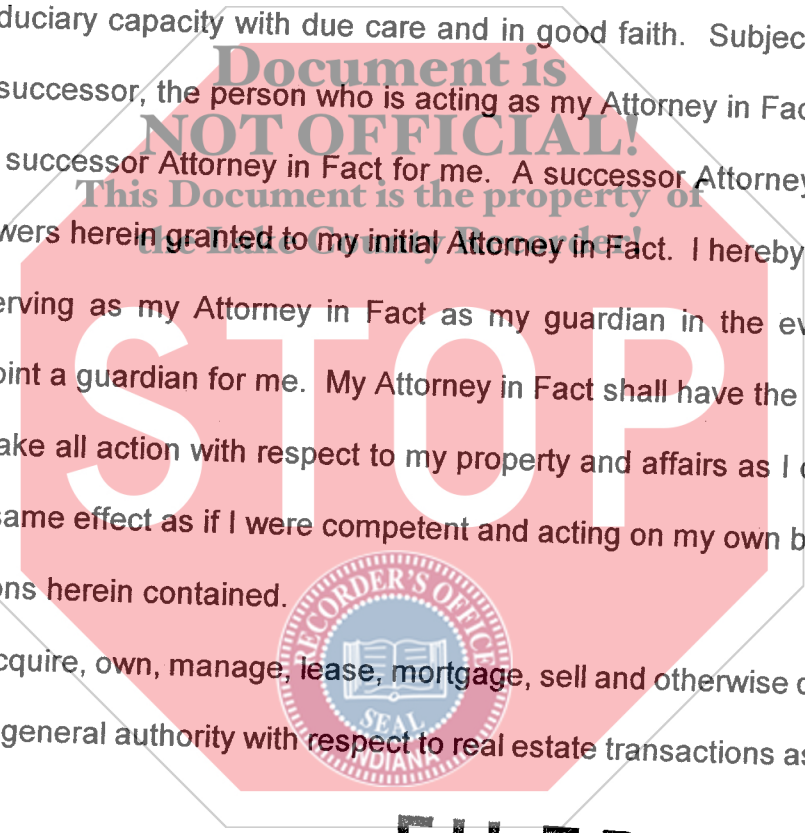 duciary capacity with due care and in good faith. Subjec
Document is
successor, the person who is acting as my Attorney in Fac
NOT OFFICIAL!
successor Attorney in Fact for me. A successor Attorney
This Document is the property of
the Lake County Recorder!
wers herein granted to my initial Attorney in Fact. I hereby
erving as my Attorney in Fact as my guardian in the ev
STOP
oint a guardian for me. My Attorney in Fact shall have the
ake all action with respect to my property and affairs as I
same effect as if I were competent and acting on my own b
ons herein contained.
RECORDER'S OFFICE
cquire, own, manage, lease, mortgage, sell and otherwise
SEAL
general authority with respect to real estate transactions as
INDIANA